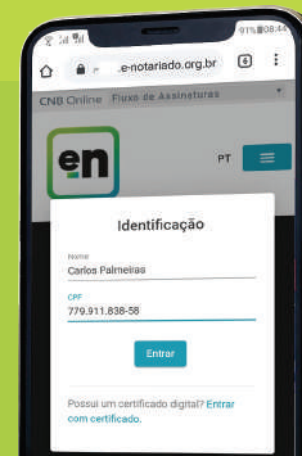 91% 08:44
.e-notariado.org.br
CNB Online Fluxo de Assinaturas
en
PT
Identificação
Nome
Carlos Palmeiras
CPF
779.911.838-58
Entrar
Possui um certificado digital? Entrar
com certificado.